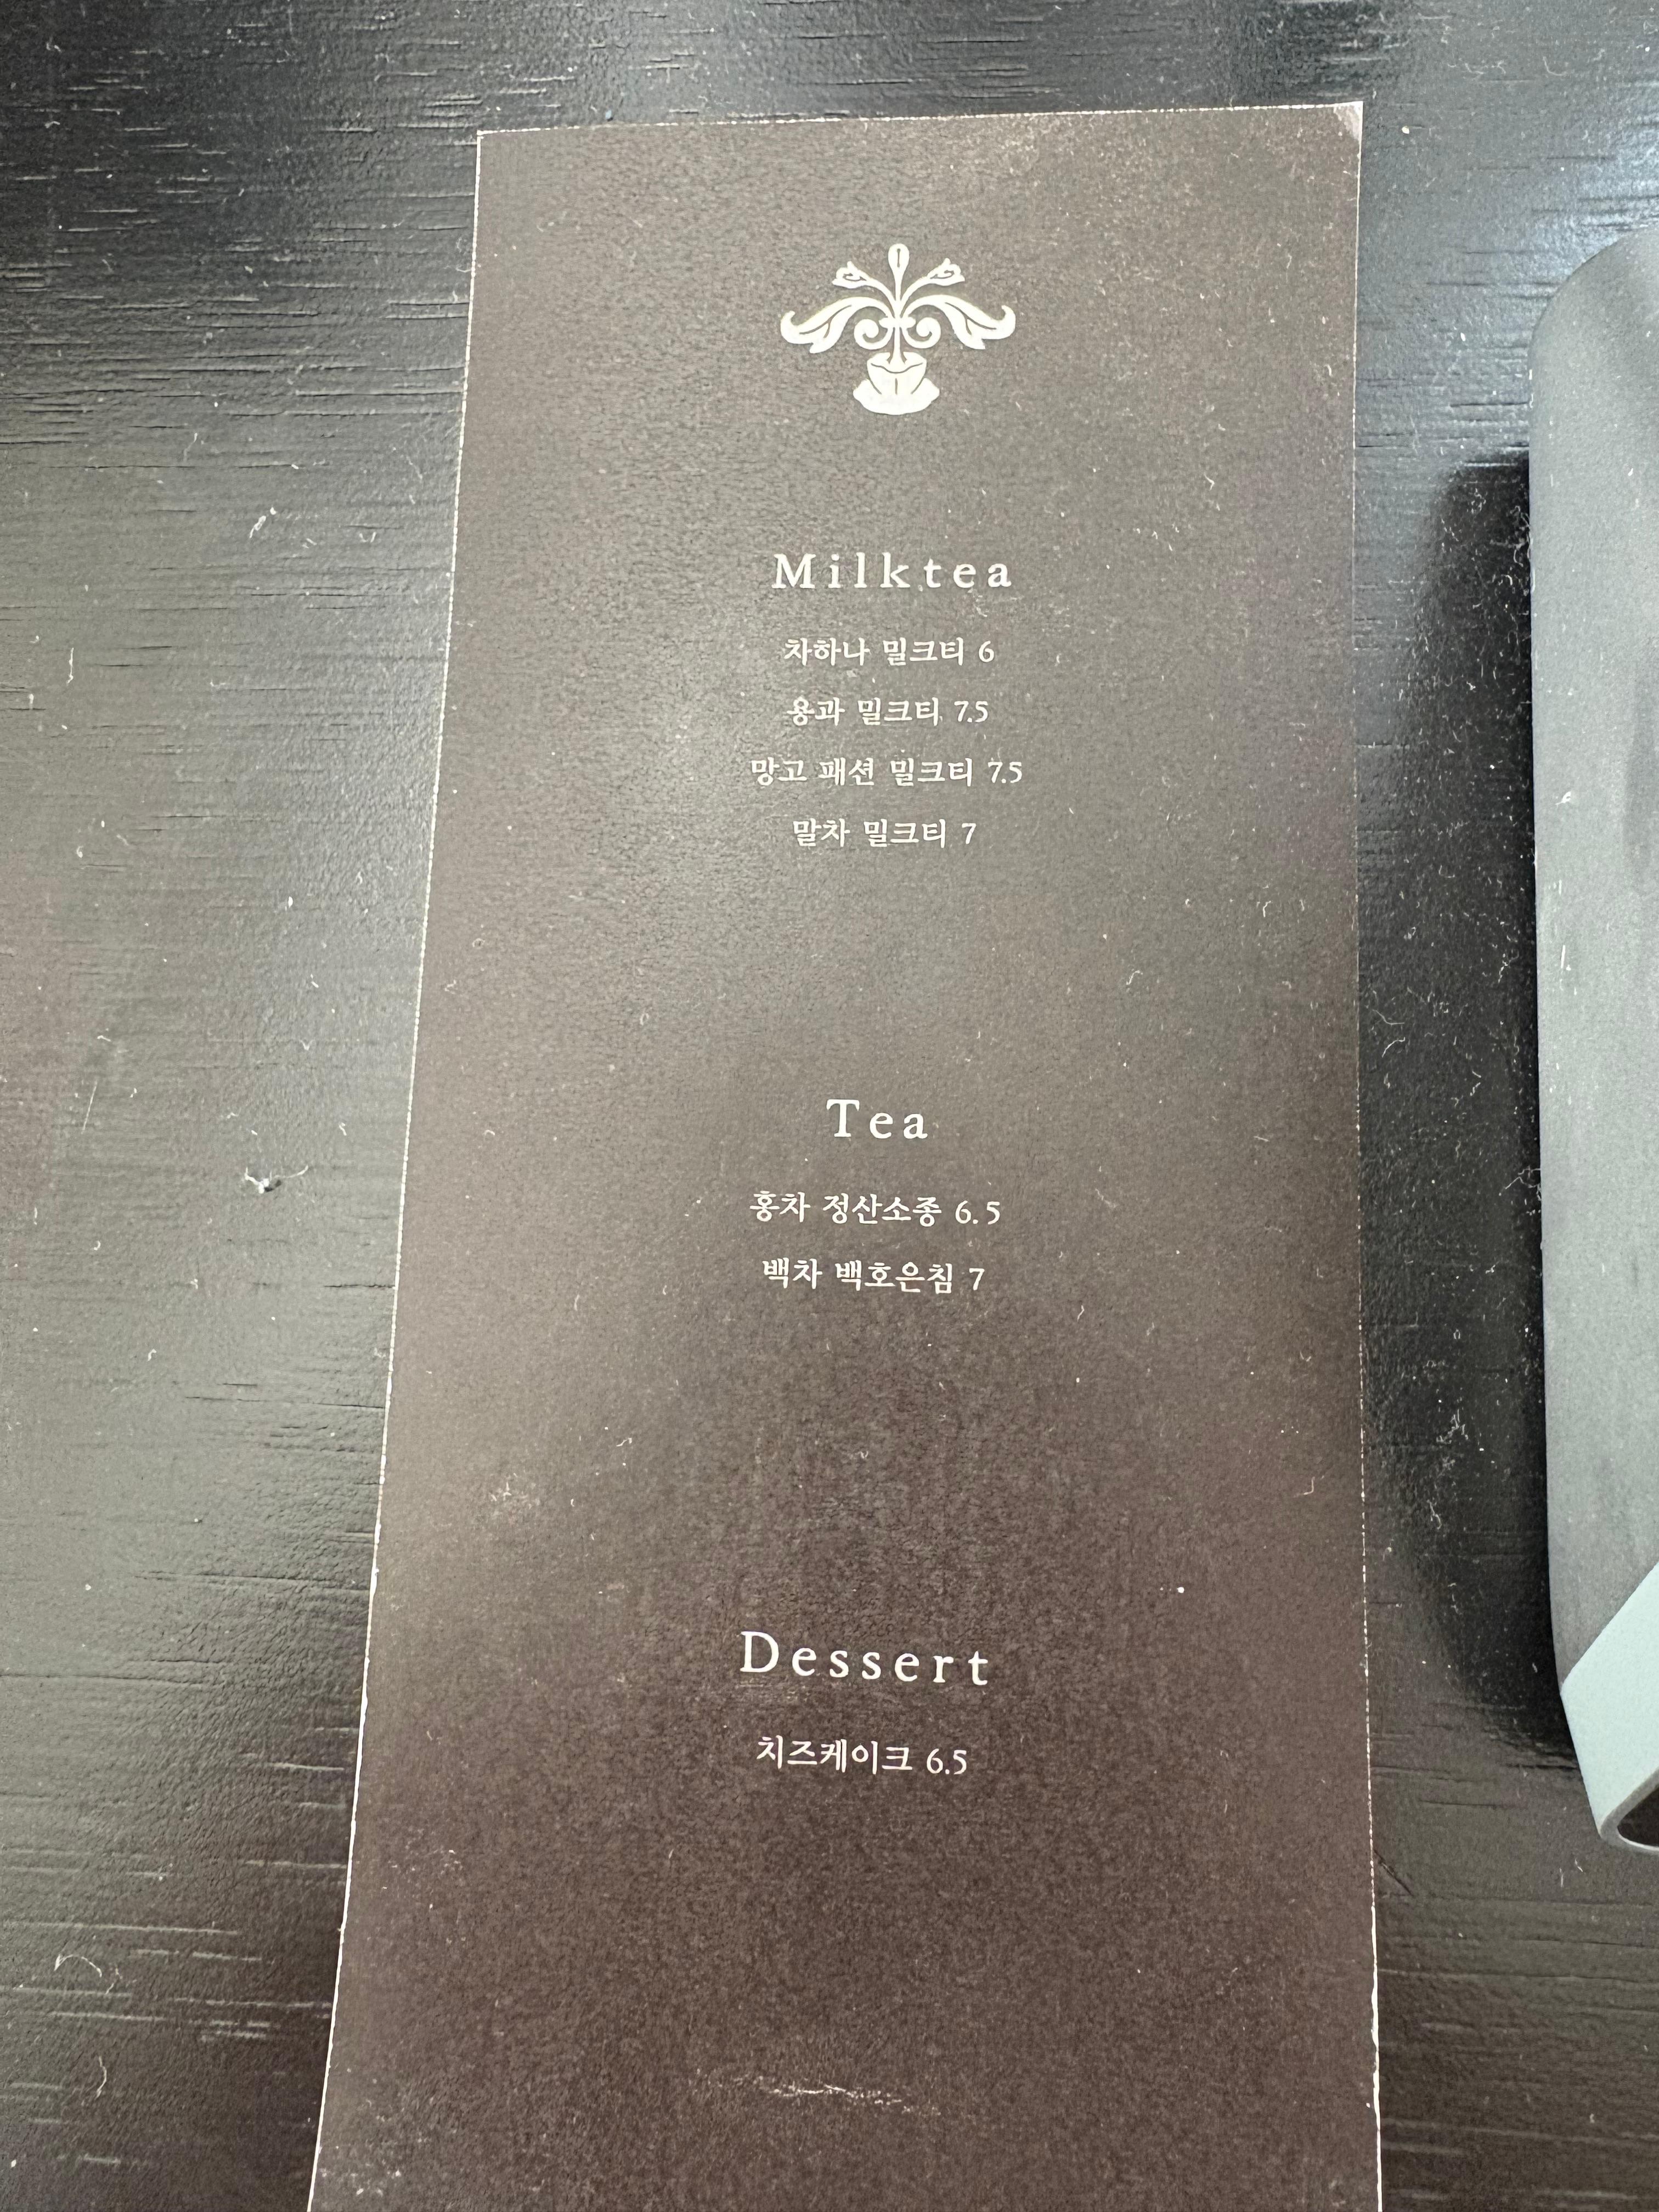 Milktea
차하나 밀크티 6
용과 밀크티 7.5
망고 패션 밀크티 7.5
말차 밀크티 7
Tea
홍차 정산소종 6.5
백차 백호은침 7
Dessert
치즈케이크 6.5